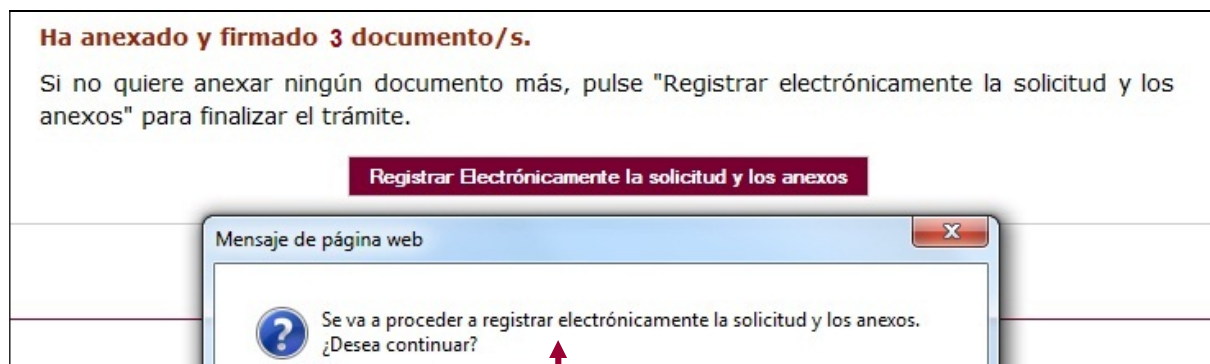 Ha anexado y firmado 3 documento/s.
Si no quiere anexar ningún documento más, pulse "Registrar electrónicamente la solicitud y los
anexos" para finalizar el trámite.
Registrar Electrónicamente la solicitud y los anexos
Mensaje de página web
Se va a proceder a registrar electrónicamente la solicitud y los anexos.
¿Desea continuar?